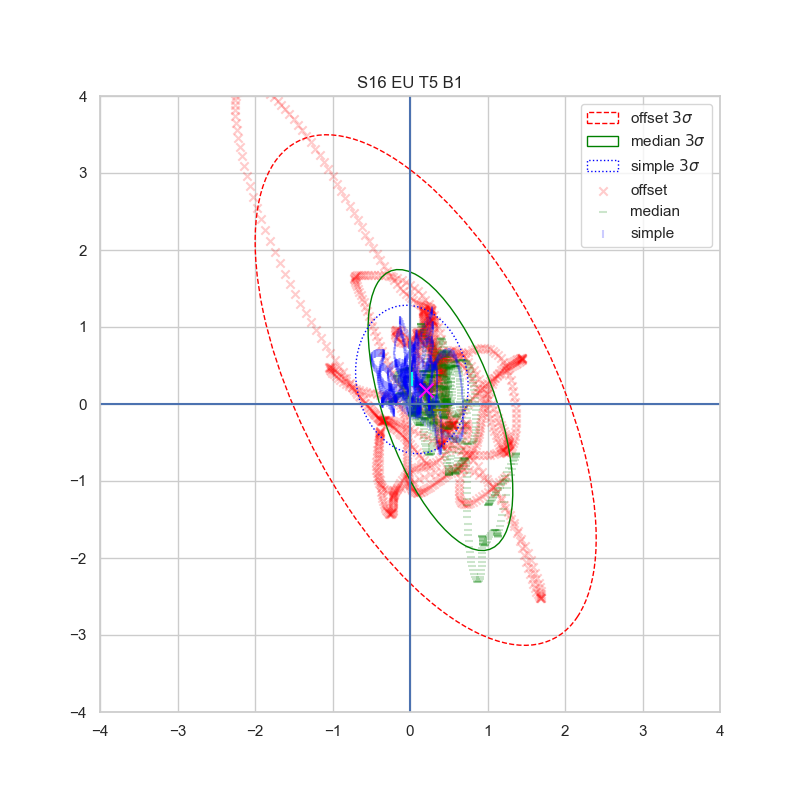 S16 EU T5 B1
offset 3σ
median 3σ
simple 3σ
offset
median
simple
4
3
2
1
0
−1
−2
−3
−4
−4 −3 −2 −1 0 1 2 3 4